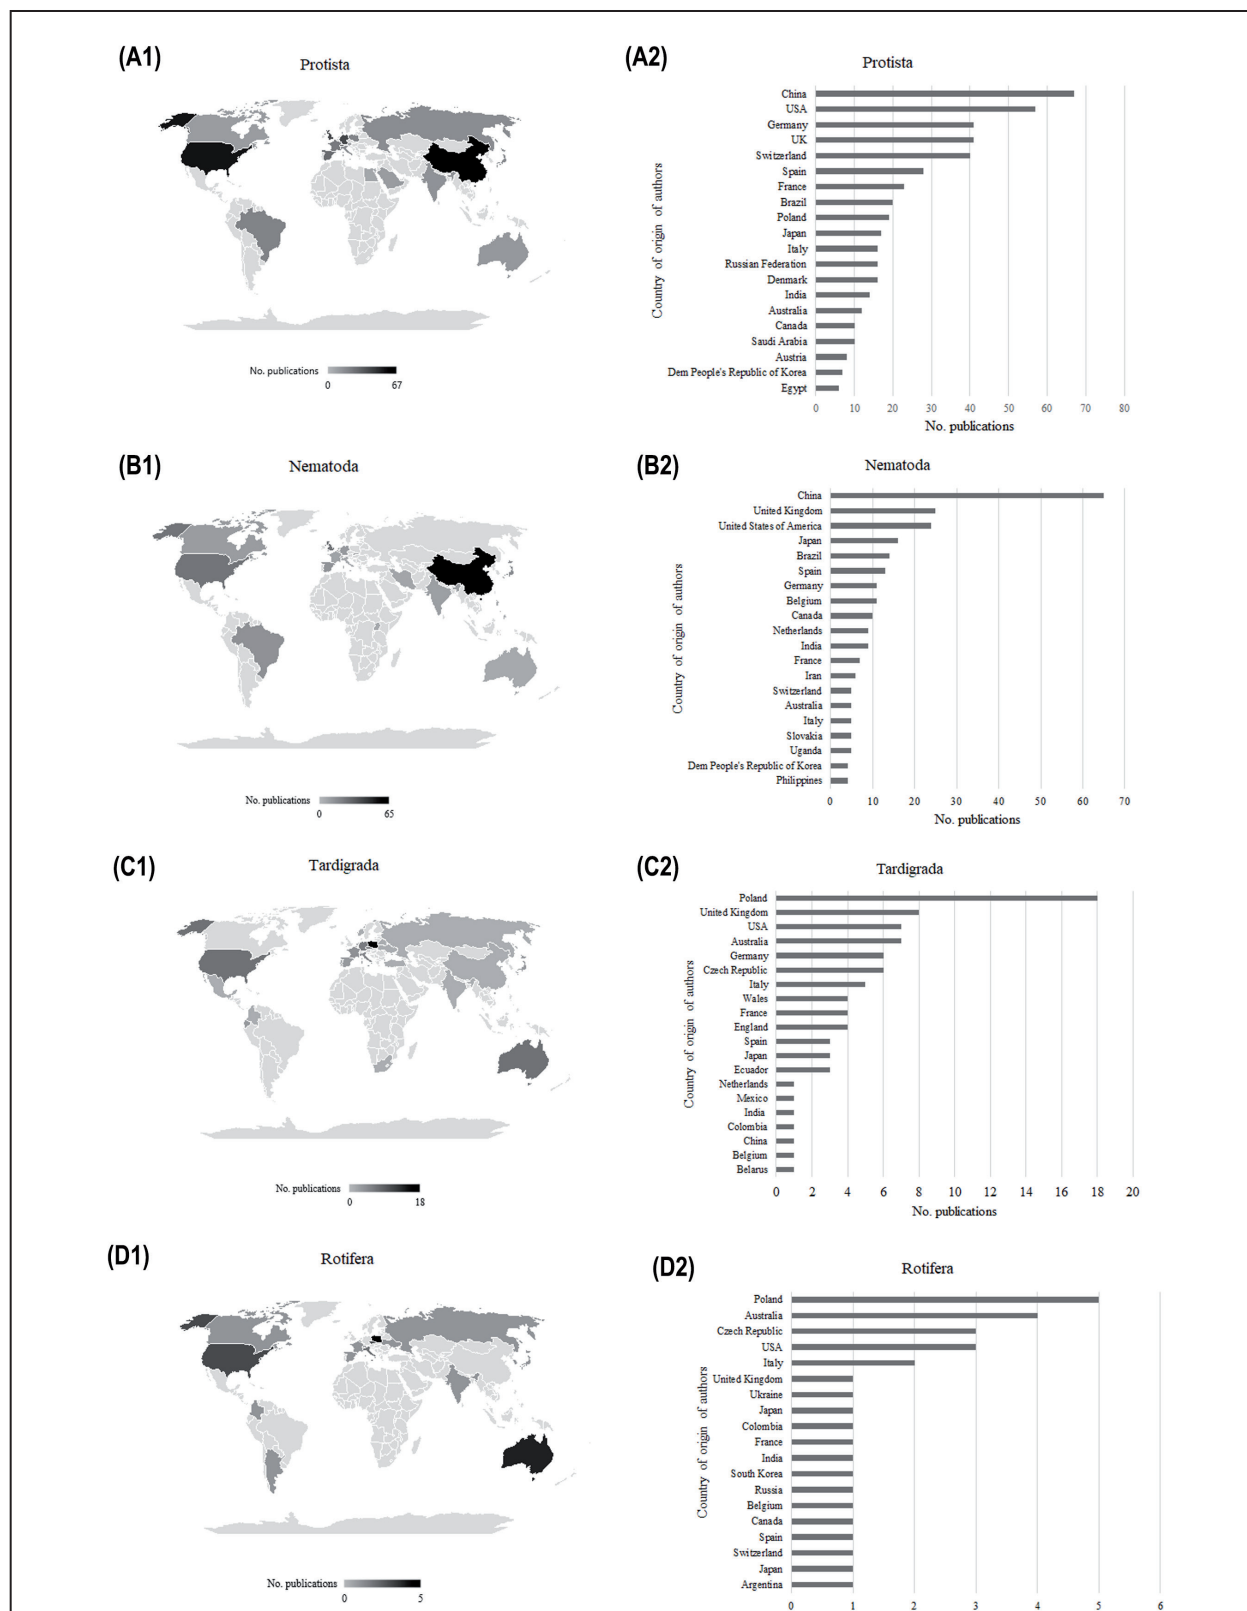 (A1)
Protista
No. publications
0
67
(A2)
Protista
Country of origin of authors
China
USA
Germany
UK
Switzerland
Spain
France
Brazil
Poland
Japan
Italy
Russian Federation
Denmark
India
Australia
Canada
Saudi Arabia
Austria
Dem People's Republic of Korea
Egypt
0 10 20 30 40 50 60 70 80
No. publications
(B1)
Nematoda
No. publications
0
65
(B2)
Nematoda
Country of origin of authors
China
United Kingdom
United States of America
Japan
Brazil
Spain
Germany
Belgium
Canada
Netherlands
India
France
Iran
Switzerland
Australia
Italy
Slovakia
Uganda
Dem People's Republic of Korea
Philippines
0 10 20 30 40 50 60 70
No. publications
(C1)
Tardigrada
No. publications
0
18
(C2)
Tardigrada
Country of origin of authors
Poland
United Kingdom
USA
Australia
Germany
Czech Republic
Italy
Wales
France
England
Spain
Japan
Ecuador
Netherlands
Mexico
India
Colombia
China
Belgium
Belarus
0 2 4 6 8 10 12 14 16 18 20
No. publications
(D1)
Rotifera
No. publications
0
5
(D2)
Rotifera
Country of origin of authors
Poland
Australia
Czech Republic
USA
Italy
United Kingdom
Ukraine
Japan
Colombia
France
India
South Korea
Russia
Belgium
Canada
Spain
Switzerland
Japan
Argentina
0 1 2 3 4 5 6